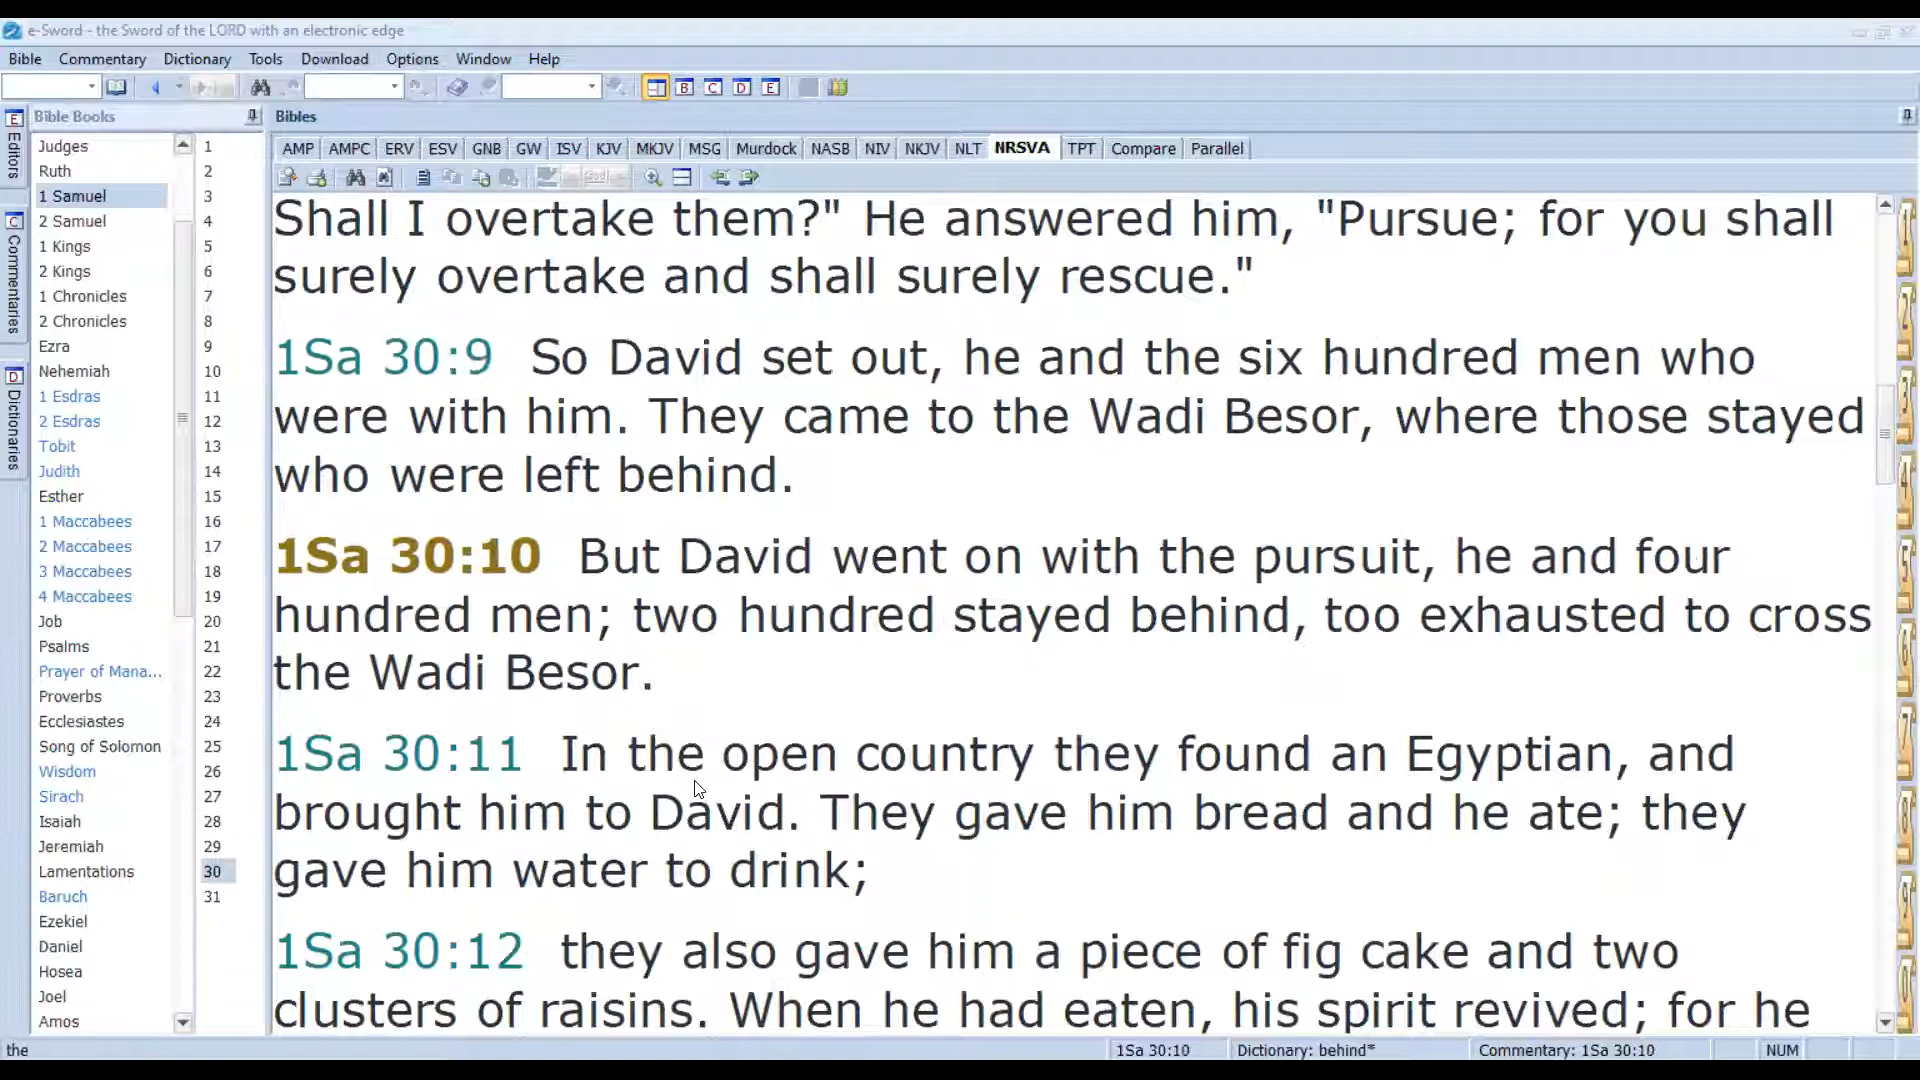 e-Sword - the Sword of the LORD with an electronic edge
Bible Commentary Dictionary Tools Download Options Window Help
B C D E
Bible Books
Bibles
E Editors
C Commentaries
D Dictionaries
Judges
Ruth
1 Samuel
2 Samuel
1 Kings
2 Kings
1 Chronicles
2 Chronicles
Ezra
Nehemiah
1 Esdras
2 Esdras
Tobit
Judith
Esther
1 Maccabees
2 Maccabees
3 Maccabees
4 Maccabees
Job
Psalms
Prayer of Mana...
Proverbs
Ecclesiastes
Song of Solomon
Wisdom
Sirach
Isaiah
Jeremiah
Lamentations
Baruch
Ezekiel
Daniel
Hosea
Joel
Amos
1
2
3
4
5
6
7
8
9
10
11
12
13
14
15
16
17
18
19
20
21
22
23
24
25
26
27
28
29
30
31
AMP AMPC ERV ESV GNB GW ISV KJV MKJV MSG Murdock NASB NIV NKJV NLT NRSVA TPT Compare Parallel
Shall I overtake them?" He answered him, "Pursue; for you shall
surely overtake and shall surely rescue."
1Sa 30:9 So David set out, he and the six hundred men who
were with him. They came to the Wadi Besor, where those stayed
who were left behind.
1Sa 30:10 But David went on with the pursuit, he and four
hundred men; two hundred stayed behind, too exhausted to cross
the Wadi Besor.
1Sa 30:11 In the open country they found an Egyptian, and
brought him to David. They gave him bread and he ate; they
gave him water to drink;
1Sa 30:12 they also gave him a piece of fig cake and two
clusters of raisins. When he had eaten, his spirit revived; for he
the
1Sa 30:10
Dictionary: behind*
Commentary: 1Sa 30:10
NUM